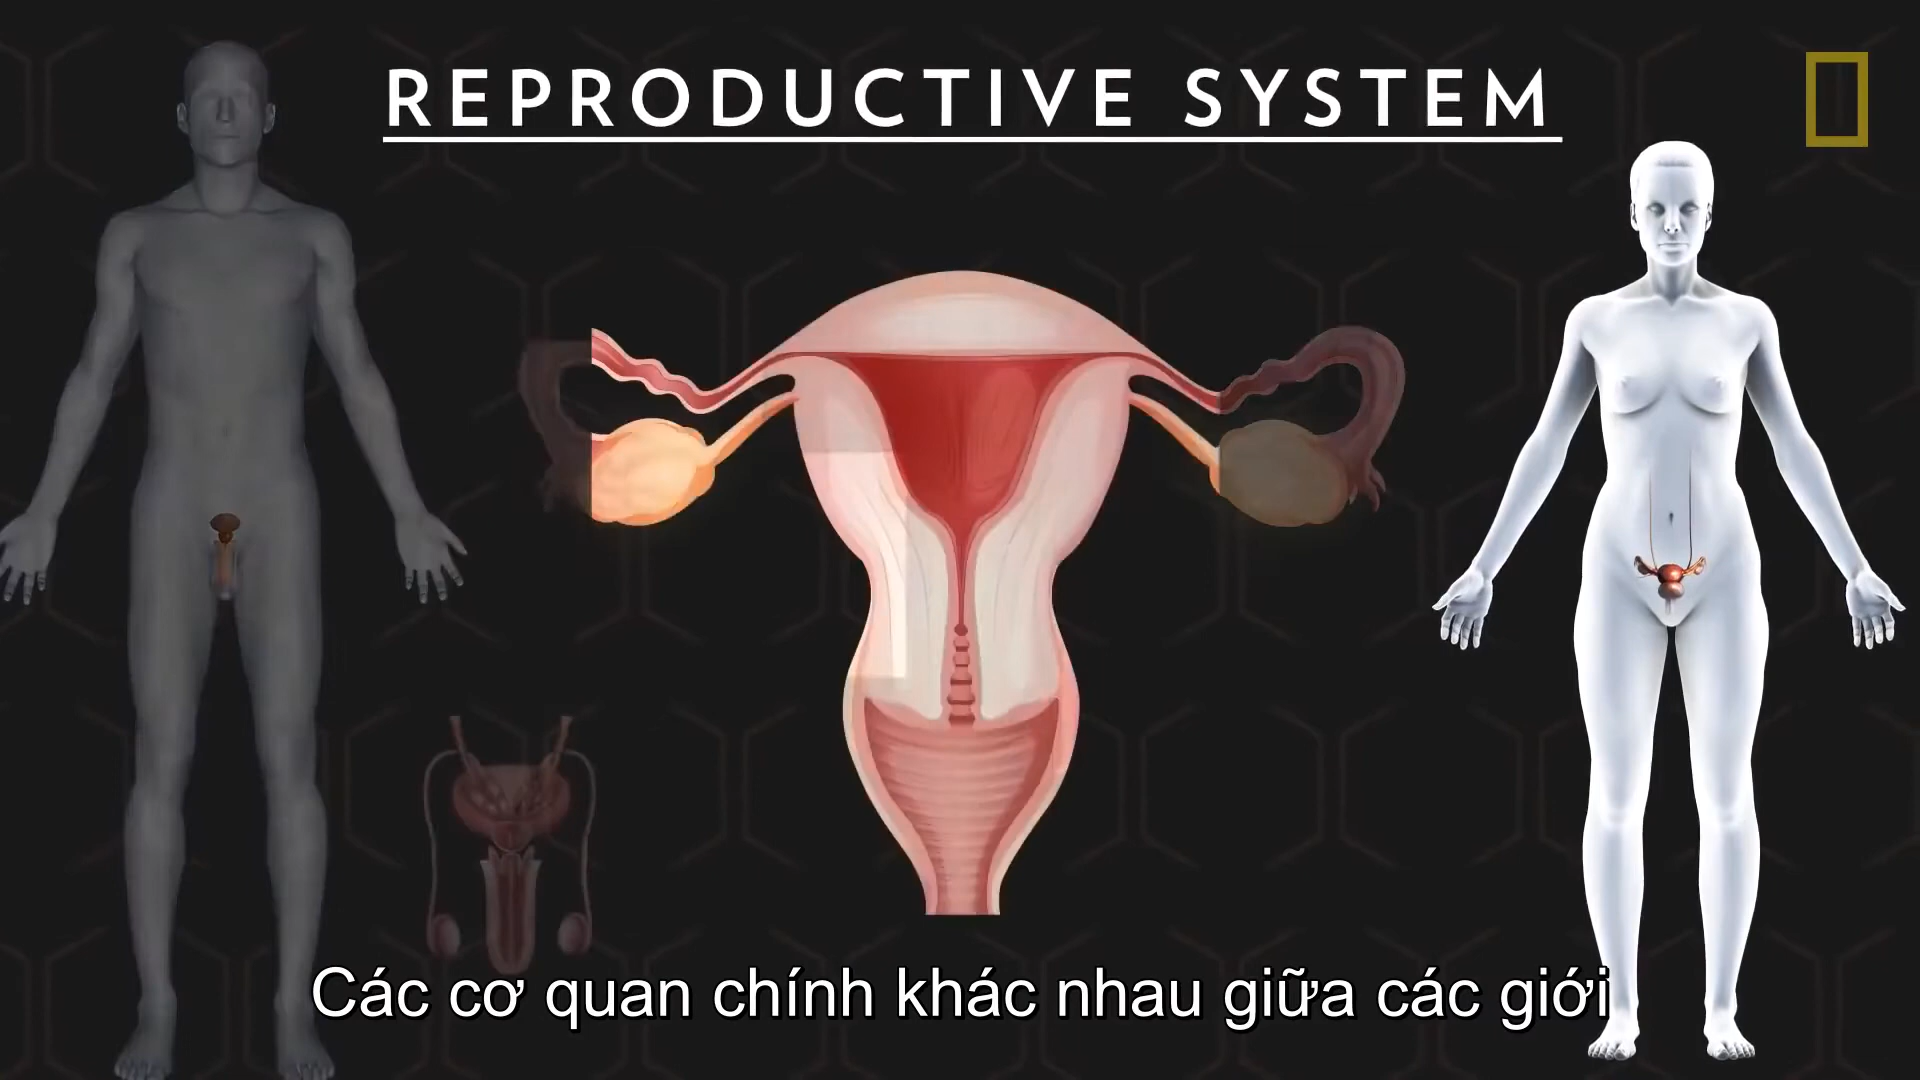 REPRODUCTIVE SYSTEM
Các cơ quan chính khác nhau giữa các giới